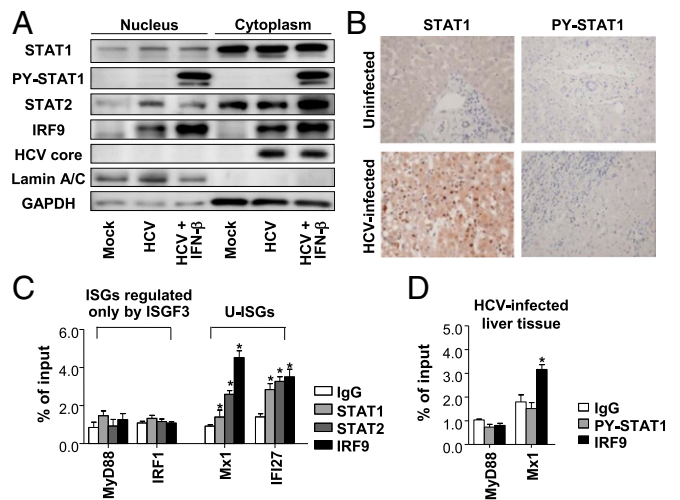 A
Nucleus Cytoplasm
STAT1
PY-STAT1
STAT2
IRF9
HCV core
Lamin A/C
GAPDH
Mock
HCV
HCV +
IFN-β
Mock
HCV
HCV +
IFN-β
B
STAT1 PY-STAT1
Uninfected
HCV-infected
C
ISGs regulated
only by ISGF3
U-ISGs
% of input
6.0
4.0
2.0
0.0
* * * * * *
MyD88
IRF1
Mx1
IFI27
IgG
STAT1
STAT2
IRF9
D
HCV-infected
liver tissue
% of input
5.0
4.0
3.0
2.0
1.0
0.0
*
MyD88
Mx1
IgG
PY-STAT1
IRF9